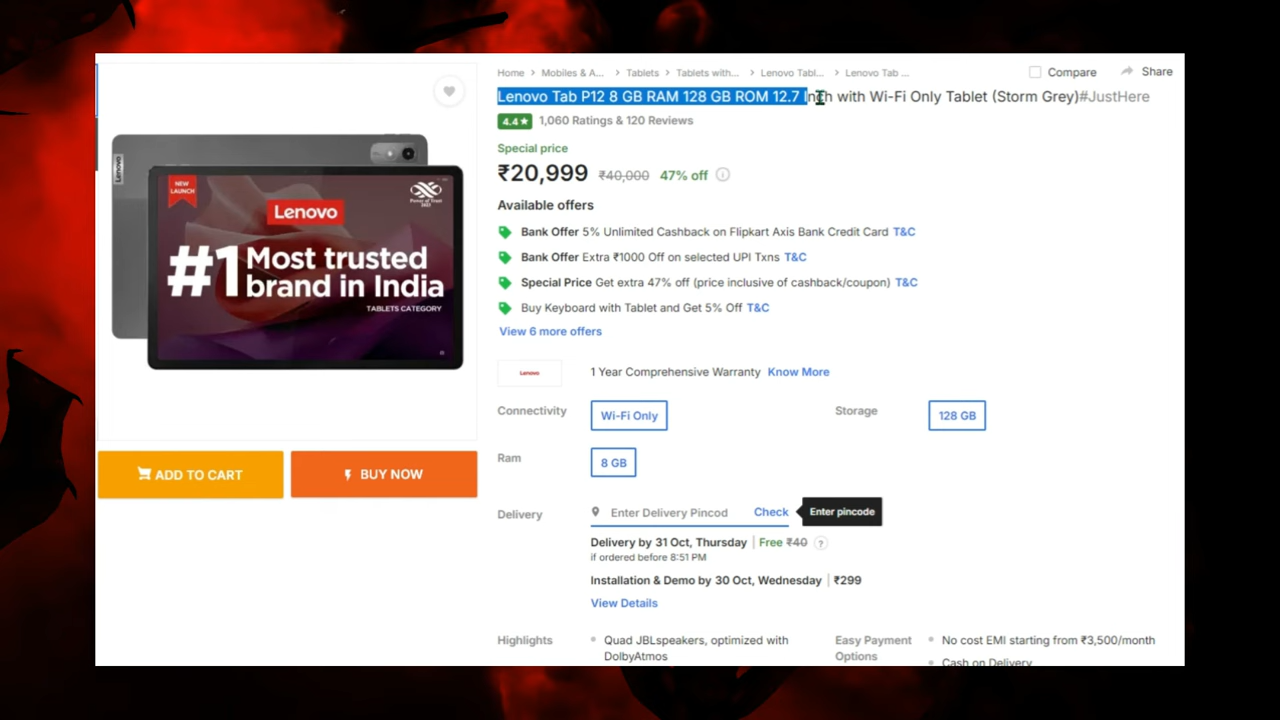 Home > Mobiles & A... > Tablets > Tablets with... > Lenovo Tabl... > Lenovo Tab ...
Compare
Share
Lenovo Tab P12 8 GB RAM 128 GB ROM 12.7 Inch with Wi-Fi Only Tablet (Storm Grey)#JustHere
4.4★ 1,060 Ratings & 120 Reviews
Special price
₹20,999 ₹40,000 47% off
Available offers
Bank Offer 5% Unlimited Cashback on Flipkart Axis Bank Credit Card T&C
Bank Offer Extra ₹1000 Off on selected UPI Txns T&C
Special Price Get extra 47% off (price inclusive of cashback/coupon) T&C
Buy Keyboard with Tablet and Get 5% Off T&C
View 6 more offers
Lenovo
NEW
LAUNCH
Power of Trust
2023
Lenovo
#1 Most trusted
brand in India
TABLETS CATEGORY
ADD TO CART
BUY NOW
Lenovo
1 Year Comprehensive Warranty Know More
Connectivity
Wi-Fi Only
Storage
128 GB
Ram
8 GB
Delivery
Enter Delivery Pincod
Check
Enter pincode
Delivery by 31 Oct, Thursday | Free ₹40 ?
if ordered before 8:51 PM
Installation & Demo by 30 Oct, Wednesday | ₹299
View Details
Highlights
Quad JBLspeakers, optimized with
DolbyAtmos
Easy Payment
Options
No cost EMI starting from ₹3,500/month
Cash on Delivery